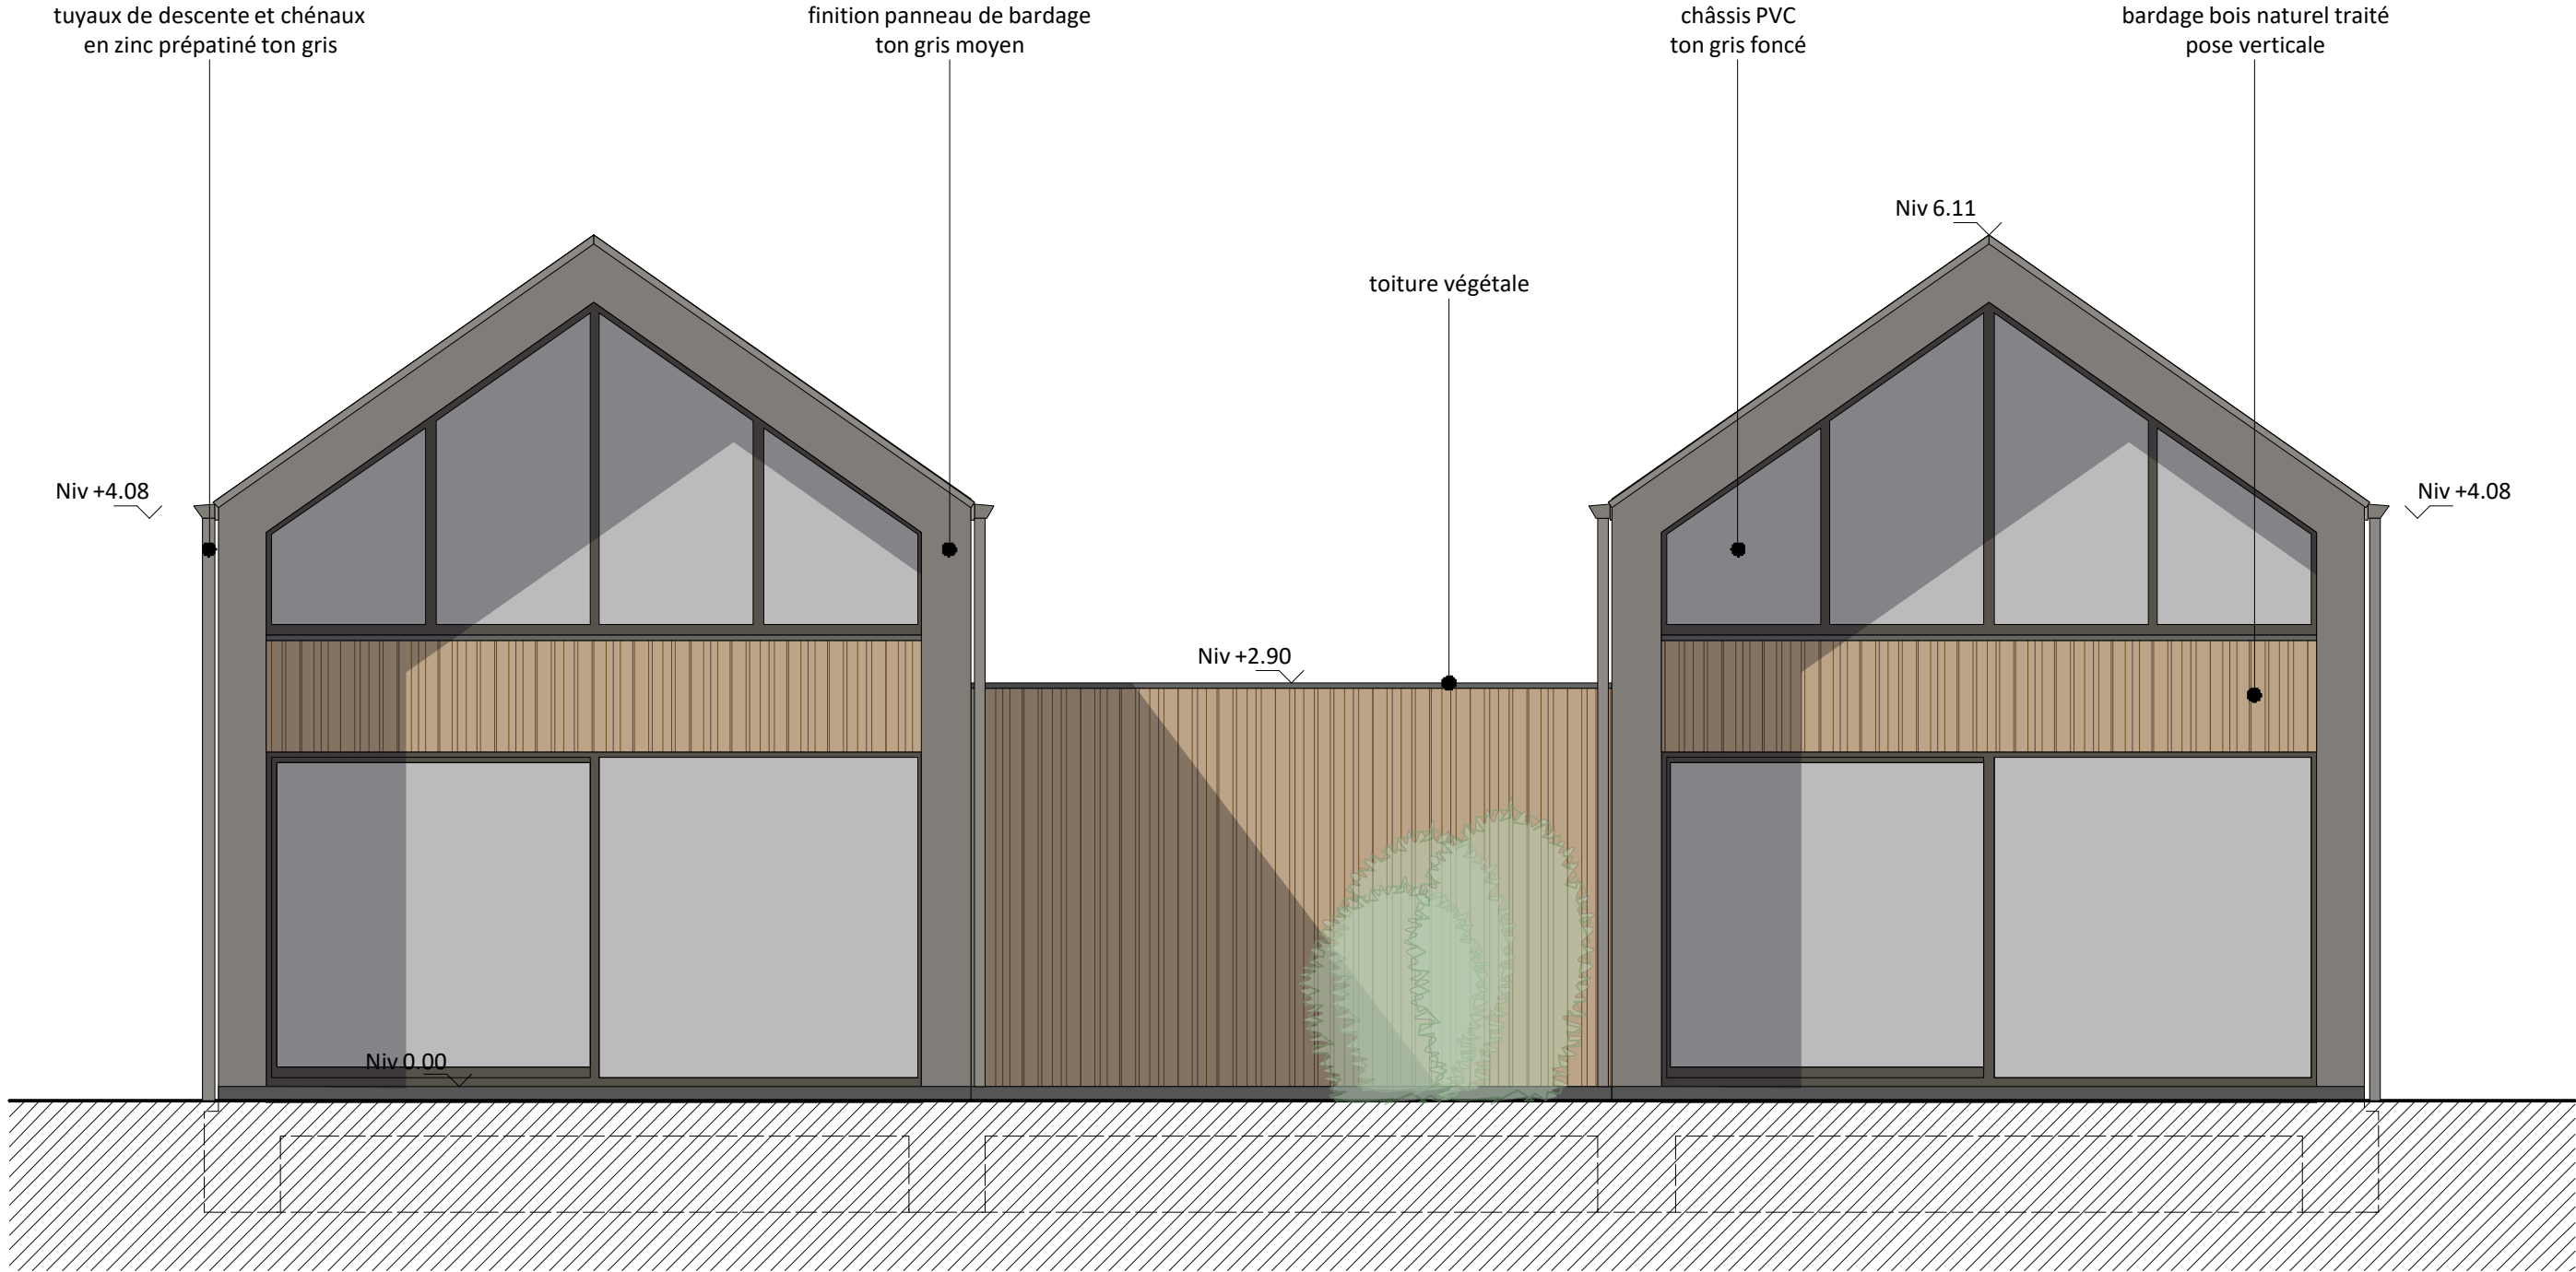 tuyaux de descente et chénaux
en zinc prépatiné ton gris
finition panneau de bardage
ton gris moyen
châssis PVC
ton gris foncé
bardage bois naturel traité
pose verticale
Niv 6.11
toiture végétale
Niv +4.08
Niv +4.08
Niv +2.90
Niv 0.00